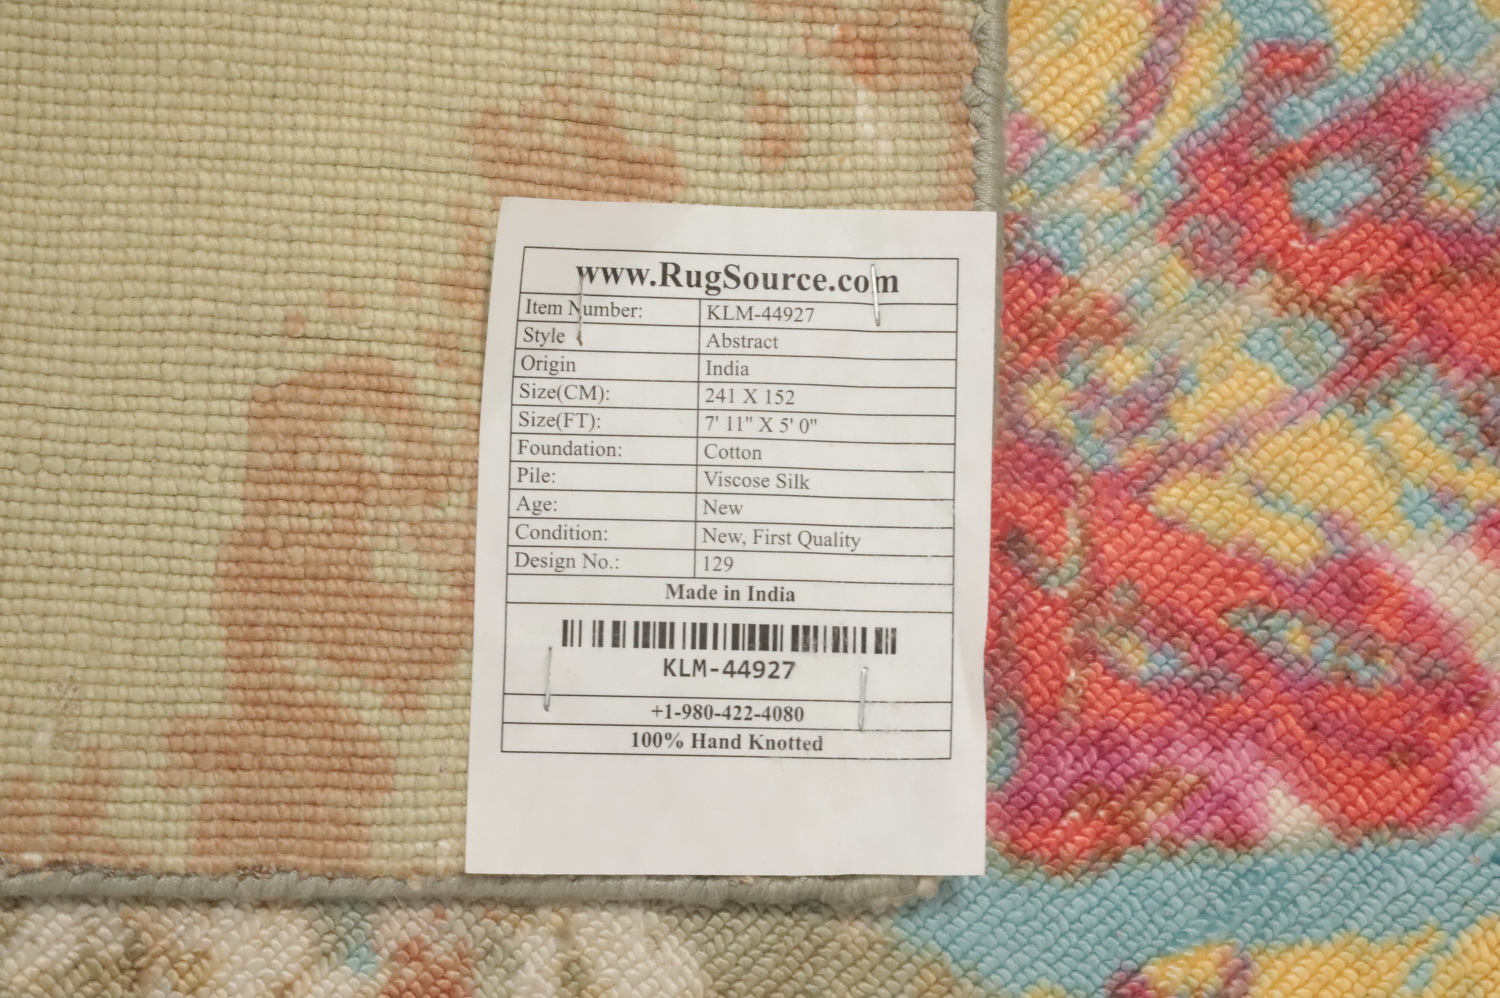 www.RugSource.com
Item Number: KLM-44927
Style Abstract
Origin India
Size(CM): 241 X 152
Size(FT): 7' 11" X 5' 0"
Foundation: Cotton
Pile: Viscose Silk
Age: New
Condition: New, First Quality
Design No.: 129
Made in India
KLM-44927
+1-980-422-4080
100% Hand Knotted